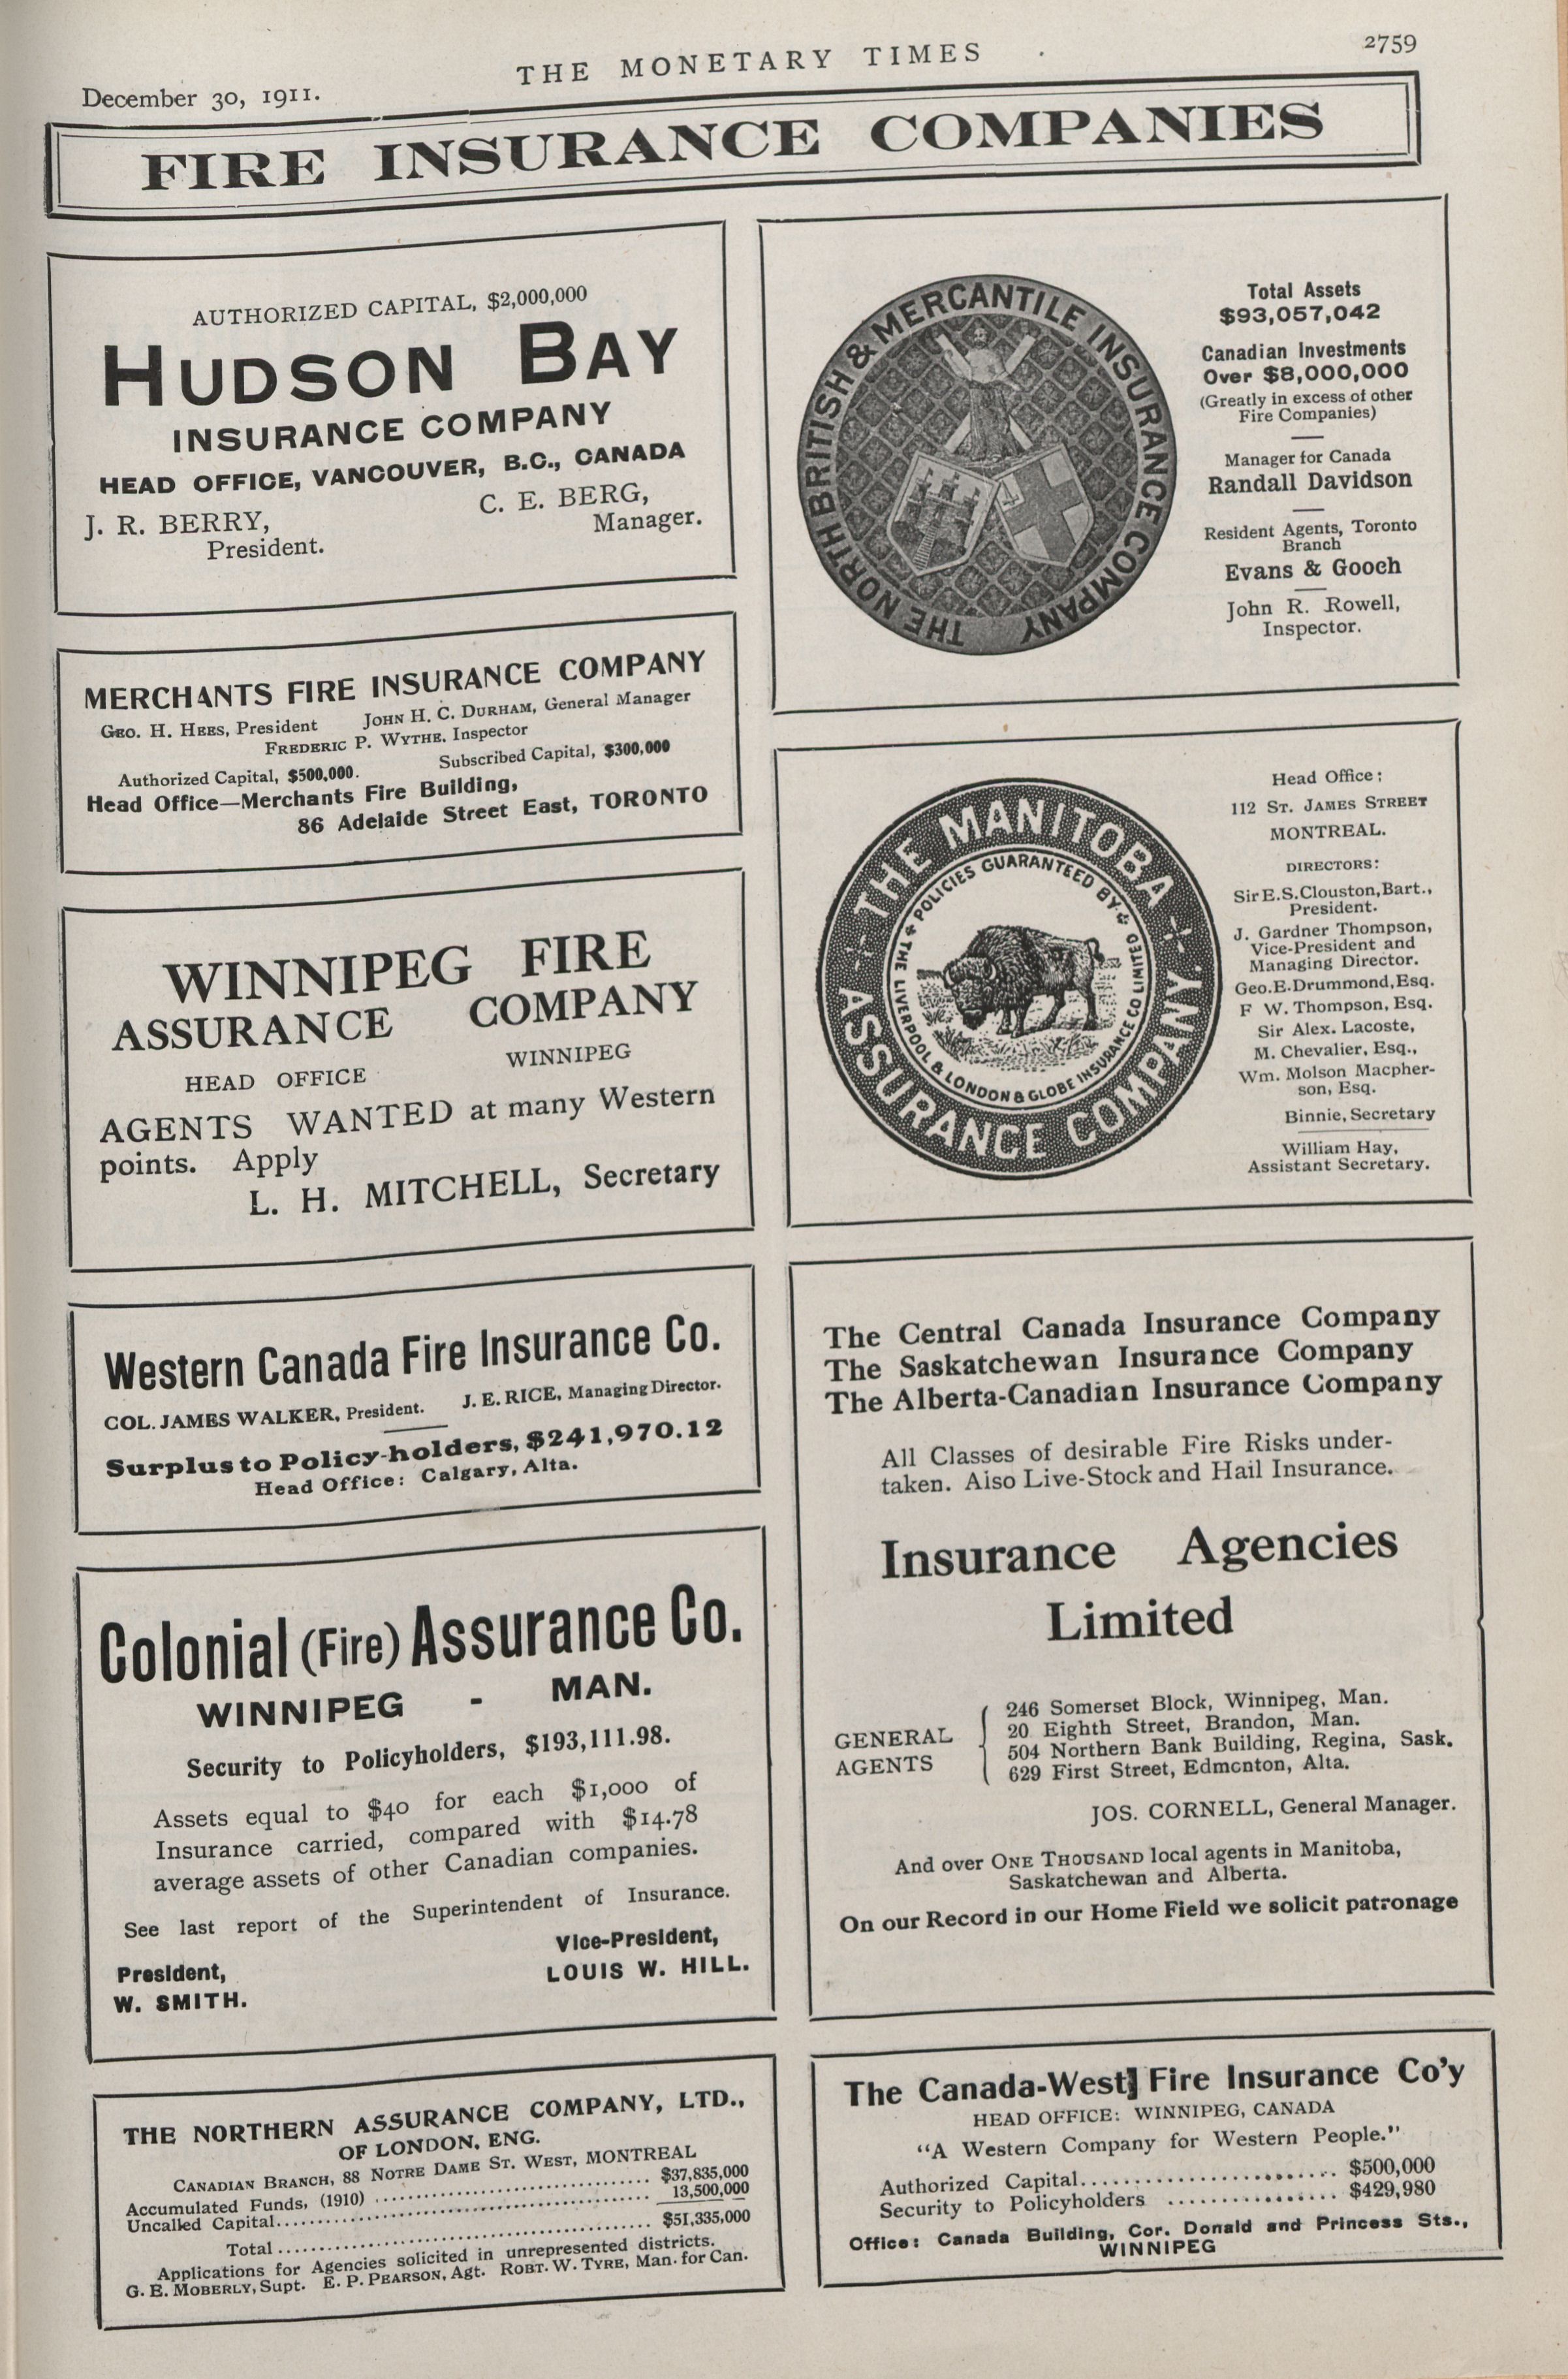 December 30, 1911.
THE MONETARY TIMES
2759
FIRE INSURANCE COMPANIES
AUTHORIZED CAPITAL, $2,000,000
HUDSON BAY
INSURANCE COMPANY
HEAD OFFICE, VANCOUVER, B.C., CANADA
J. R. BERRY,
President.
C. E. BERG,
Manager.
MERCHANTS FIRE INSURANCE COMPANY
GEO. H. HEES, President JOHN H. C. DURHAM, General Manager
FREDERIC P. WYTHE, Inspector
Authorized Capital, $500,000. Subscribed Capital, $300,000
Head Office—Merchants Fire Building,
86 Adelaide Street East, TORONTO
WINNIPEG FIRE
ASSURANCE COMPANY
HEAD OFFICE WINNIPEG
AGENTS WANTED at many Western
points. Apply
L. H. MITCHELL, Secretary
Western Canada Fire Insurance Co.
COL. JAMES WALKER, President. J. E. RICE, Managing Director.
Surplus to Policy-holders, $241,970.12
Head Office: Calgary, Alta.
Colonial (Fire) Assurance Co.
WINNIPEG - MAN.
Security to Policyholders, $193,111.98.
Assets equal to $40 for each $1,000 of
Insurance carried, compared with $14.78
average assets of other Canadian companies.
See last report of the Superintendent of Insurance.
President,
W. SMITH.
Vice-President,
LOUIS W. HILL.
THE NORTHERN ASSURANCE COMPANY, LTD.,
OF LONDON, ENG.
CANADIAN BRANCH, 88 NOTRE DAME ST. WEST, MONTREAL
Accumulated Funds, (1910) .......... $37,835,000
Uncalled Capital.......... 13,500,000
Total .......... $51,335,000
Applications for Agencies solicited in unrepresented districts.
G. E. MOBERLY, Supt. E. P. PEARSON, Agt. ROBT. W. TYRE, Man. for Can.
THE NORTH BRITISH & MERCANTILE INSURANCE COMPANY
Total Assets
$93,057,042
Canadian Investments
Over $8,000,000
(Greatly in excess of other
Fire Companies)
Manager for Canada
Randall Davidson
Resident Agents, Toronto
Branch
Evans & Gooch
John R. Rowell,
Inspector.
THE MANITOBA
ASSURANCE COMPANY.
POLICIES GUARANTEED BY
THE LIVERPOOL & LONDON & GLOBE INSURANCE CO LIMITED
Head Office:
112 ST. JAMES STREET
MONTREAL.
DIRECTORS:
Sir E.S. Clouston, Bart.,
President.
J. Gardner Thompson,
Vice-President and
Managing Director.
Geo. E. Drummond, Esq.
F W. Thompson, Esq.
Sir Alex. Lacoste,
M. Chevalier, Esq.,
Wm. Molson Macpher-
son, Esq.
Binnie, Secretary
William Hay,
Assistant Secretary.
The Central Canada Insurance Company
The Saskatchewan Insurance Company
The Alberta-Canadian Insurance Company
All Classes of desirable Fire Risks under-
taken. Aiso Live-Stock and Hail Insurance.
Insurance Agencies
Limited
GENERAL
AGENTS
246 Somerset Block, Winnipeg, Man.
20 Eighth Street, Brandon, Man.
504 Northern Bank Building, Regina, Sask.
629 First Street, Edmonton, Alta.
JOS. CORNELL, General Manager.
And over ONE THOUSAND local agents in Manitoba,
Saskatchewan and Alberta.
On our Record in our Home Field we solicit patronage
The Canada-West] Fire Insurance Co'y
HEAD OFFICE: WINNIPEG, CANADA
"A Western Company for Western People."
Authorized Capital.......... $500,000
Security to Policyholders .......... $429,980
Office: Canada Building, Cor. Donald and Princess Sts.,
WINNIPEG